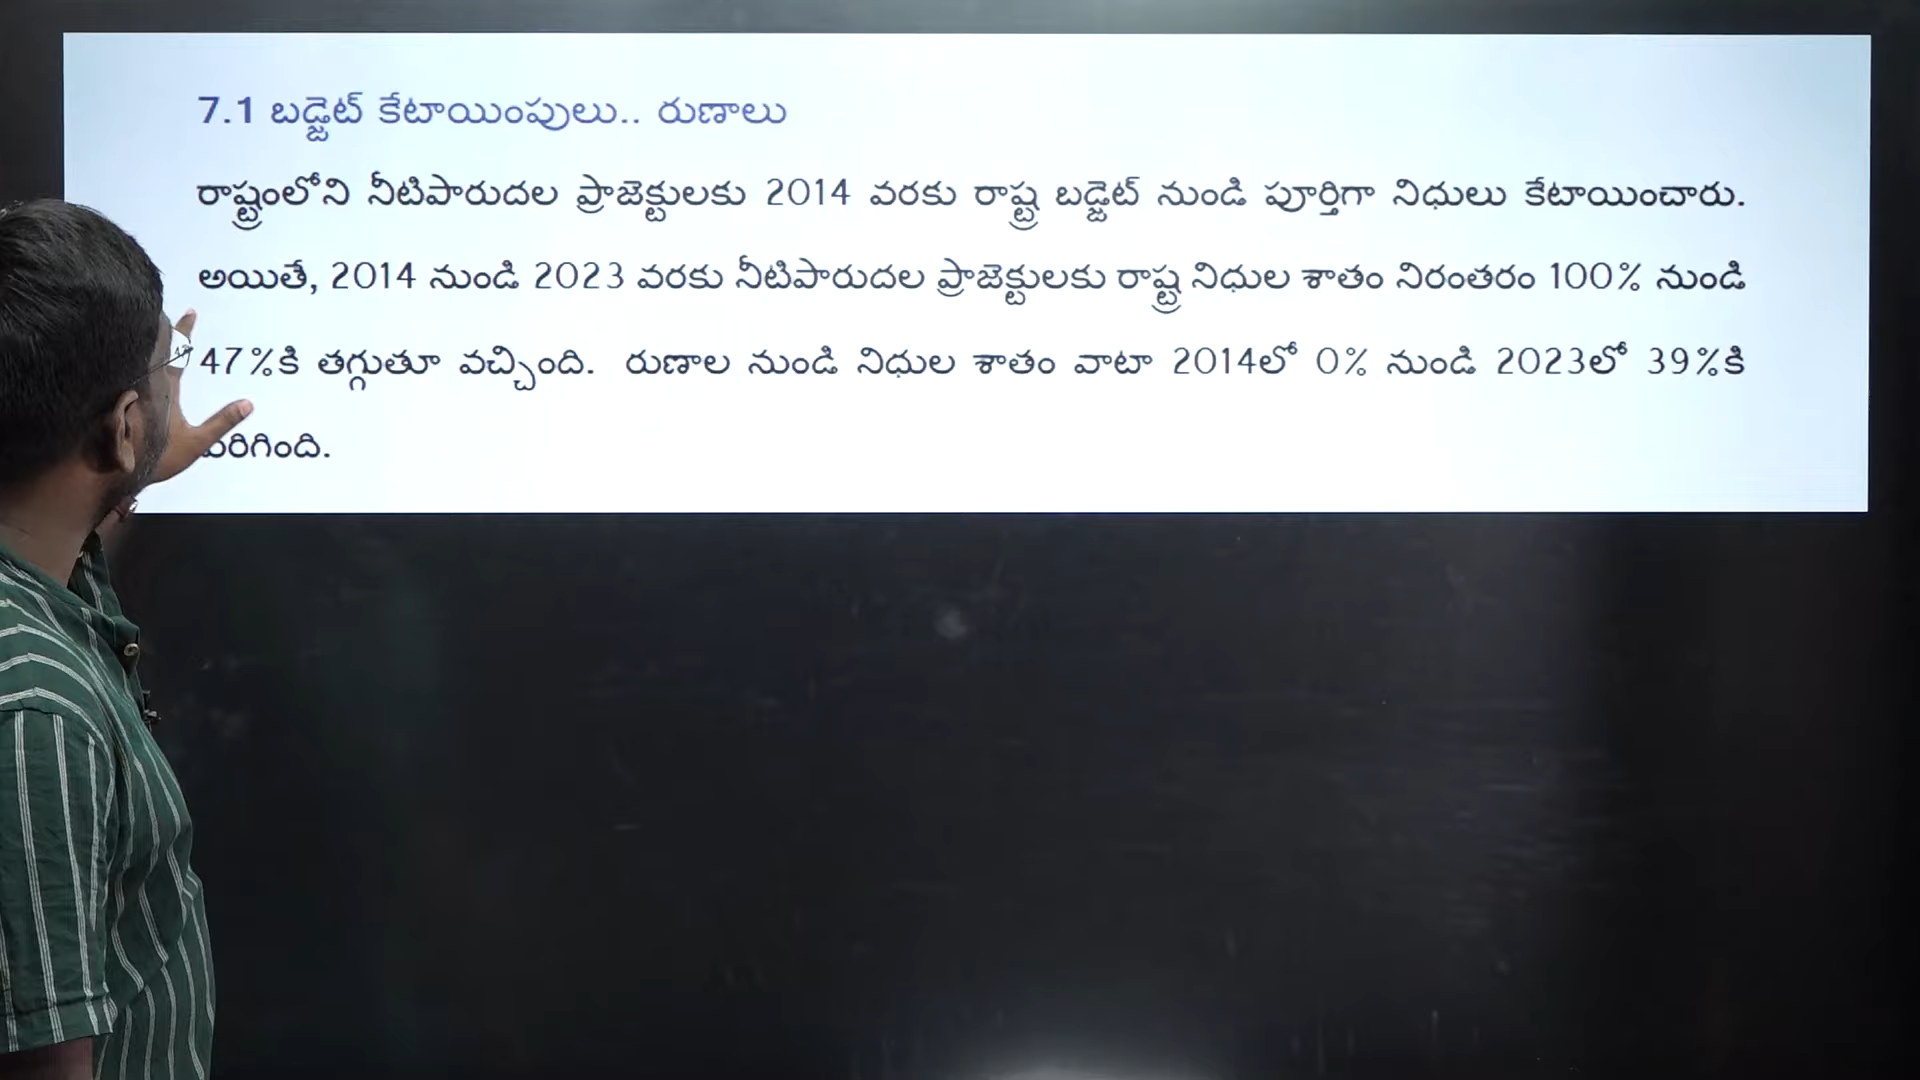 7.1 బడ్జెట్ కేటాయింపులు.. రుణాలు
రాష్ట్రంలోని నీటిపారుదల ప్రాజెక్టులకు 2014 వరకు రాష్ట్ర బడ్జెట్ నుండి పూర్తిగా నిధులు కేటాయించారు.
అయితే, 2014 నుండి 2023 వరకు నీటిపారుదల ప్రాజెక్టులకు రాష్ట్ర నిధుల శాతం నిరంతరం 100% నుండి
47%కి తగ్గుతూ వచ్చింది. రుణాల నుండి నిధుల శాతం వాటా 2014లో 0% నుండి 2023లో 39%కి
పెరిగింది.